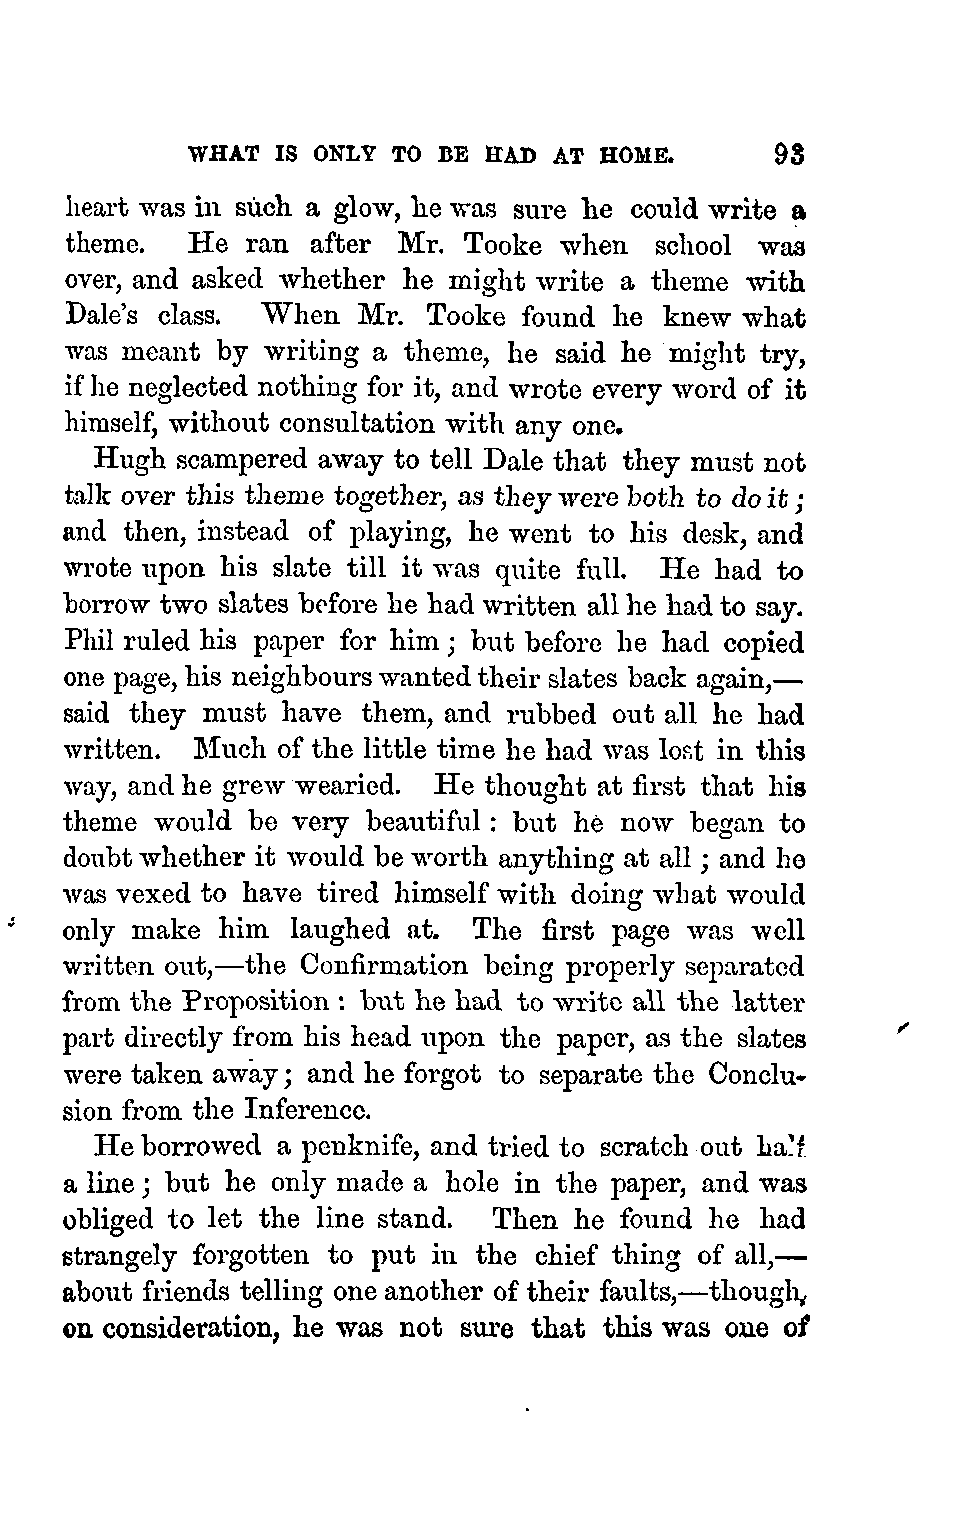 WHAT IS ONLY TO BE HAD AT HOME. 93
heart was in such a glow, he was sure he could write a
theme. He ran after Mr. Tooke when school was
over, and asked whether he might write a theme with
Dale's class. When Mr. Tooke found he knew what
was meant by writing a theme, he said he might try,
if he neglected nothing for it, and wrote every word of it
himself, without consultation with any one.
Hugh scampered away to tell Dale that they must not
talk over this theme together, as they were both to do it;
and then, instead of playing, he went to his desk, and
wrote upon his slate till it was quite full. He had to
borrow two slates before he had written all he had to say.
Phil ruled his paper for him; but before he had copied
one page, his neighbours wanted their slates back again,—
said they must have them, and rubbed out all he had
written. Much of the little time he had was lost in this
way, and he grew wearied. He thought at first that his
theme would be very beautiful: but he now began to
doubt whether it would be worth anything at all; and he
was vexed to have tired himself with doing what would
only make him laughed at. The first page was well
written out,—the Confirmation being properly separated
from the Proposition: but he had to write all the latter
part directly from his head upon the paper, as the slates
were taken away; and he forgot to separate the Conclu-
sion from the Inference.
He borrowed a penknife, and tried to scratch out half
a line; but he only made a hole in the paper, and was
obliged to let the line stand. Then he found he had
strangely forgotten to put in the chief thing of all,—
about friends telling one another of their faults,—though,
on consideration, he was not sure that this was one of